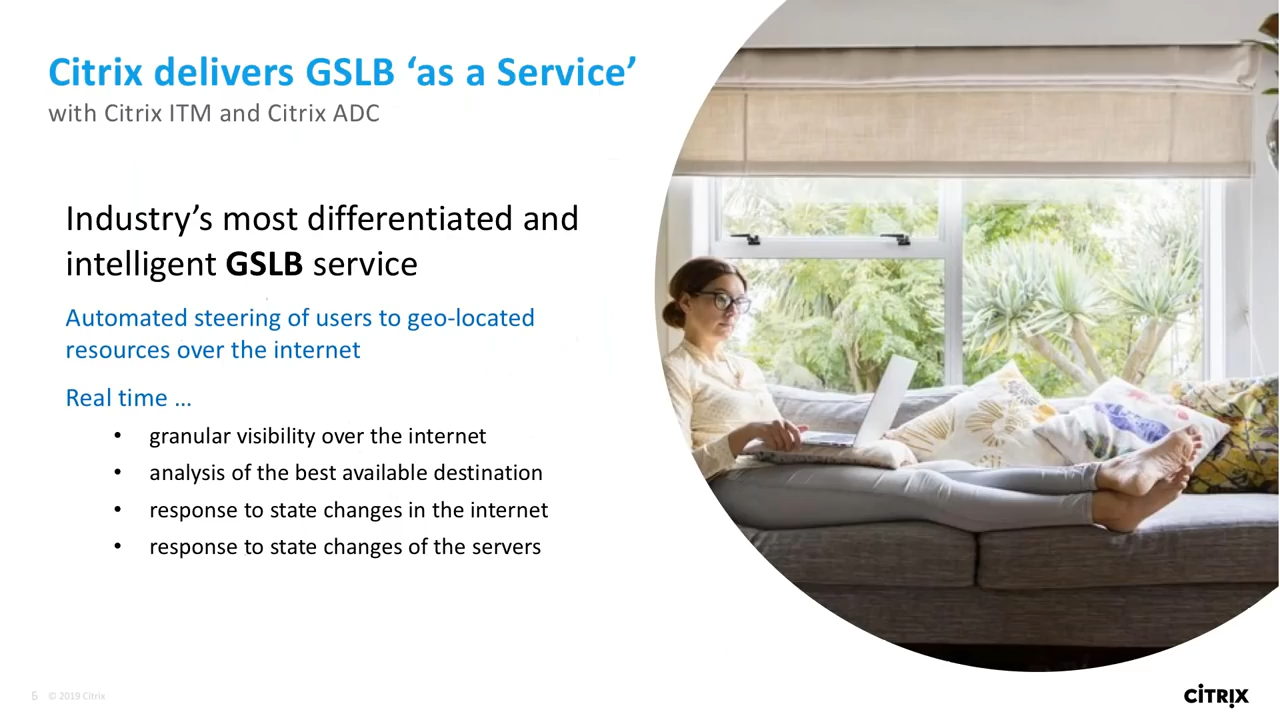 Citrix delivers GSLB ‘as a Service’
with Citrix ITM and Citrix ADC
Industry’s most differentiated and
intelligent GSLB service
Automated steering of users to geo-located
resources over the internet
Real time ...
• granular visibility over the internet
• analysis of the best available destination
• response to state changes in the internet
• response to state changes of the servers
5 © 2019 Citrix
CİTRİX